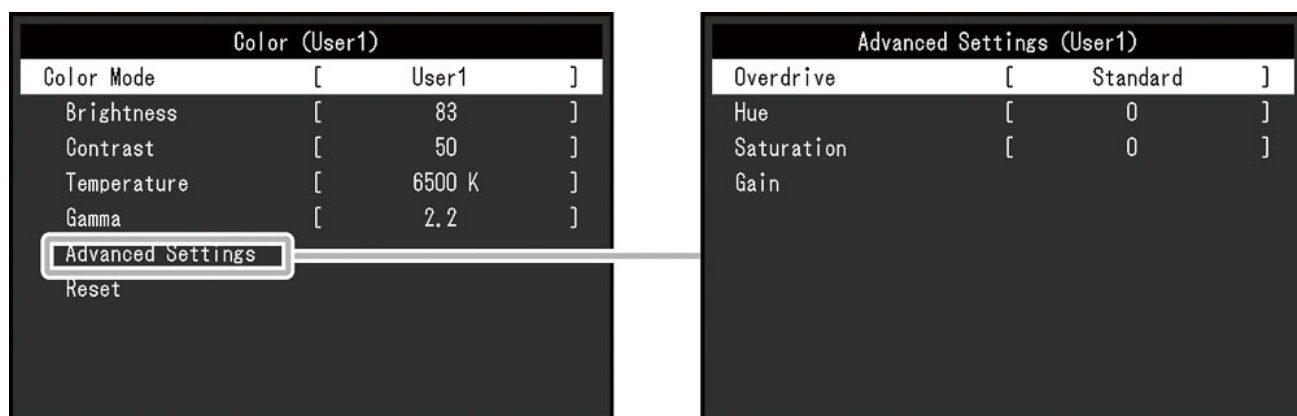 Color (User1)
Color Mode [ User1 ]
Brightness [ 83 ]
Contrast [ 50 ]
Temperature [ 6500 K ]
Gamma [ 2.2 ]
Advanced Settings
Reset
Advanced Settings (User1)
Overdrive [ Standard ]
Hue [ 0 ]
Saturation [ 0 ]
Gain